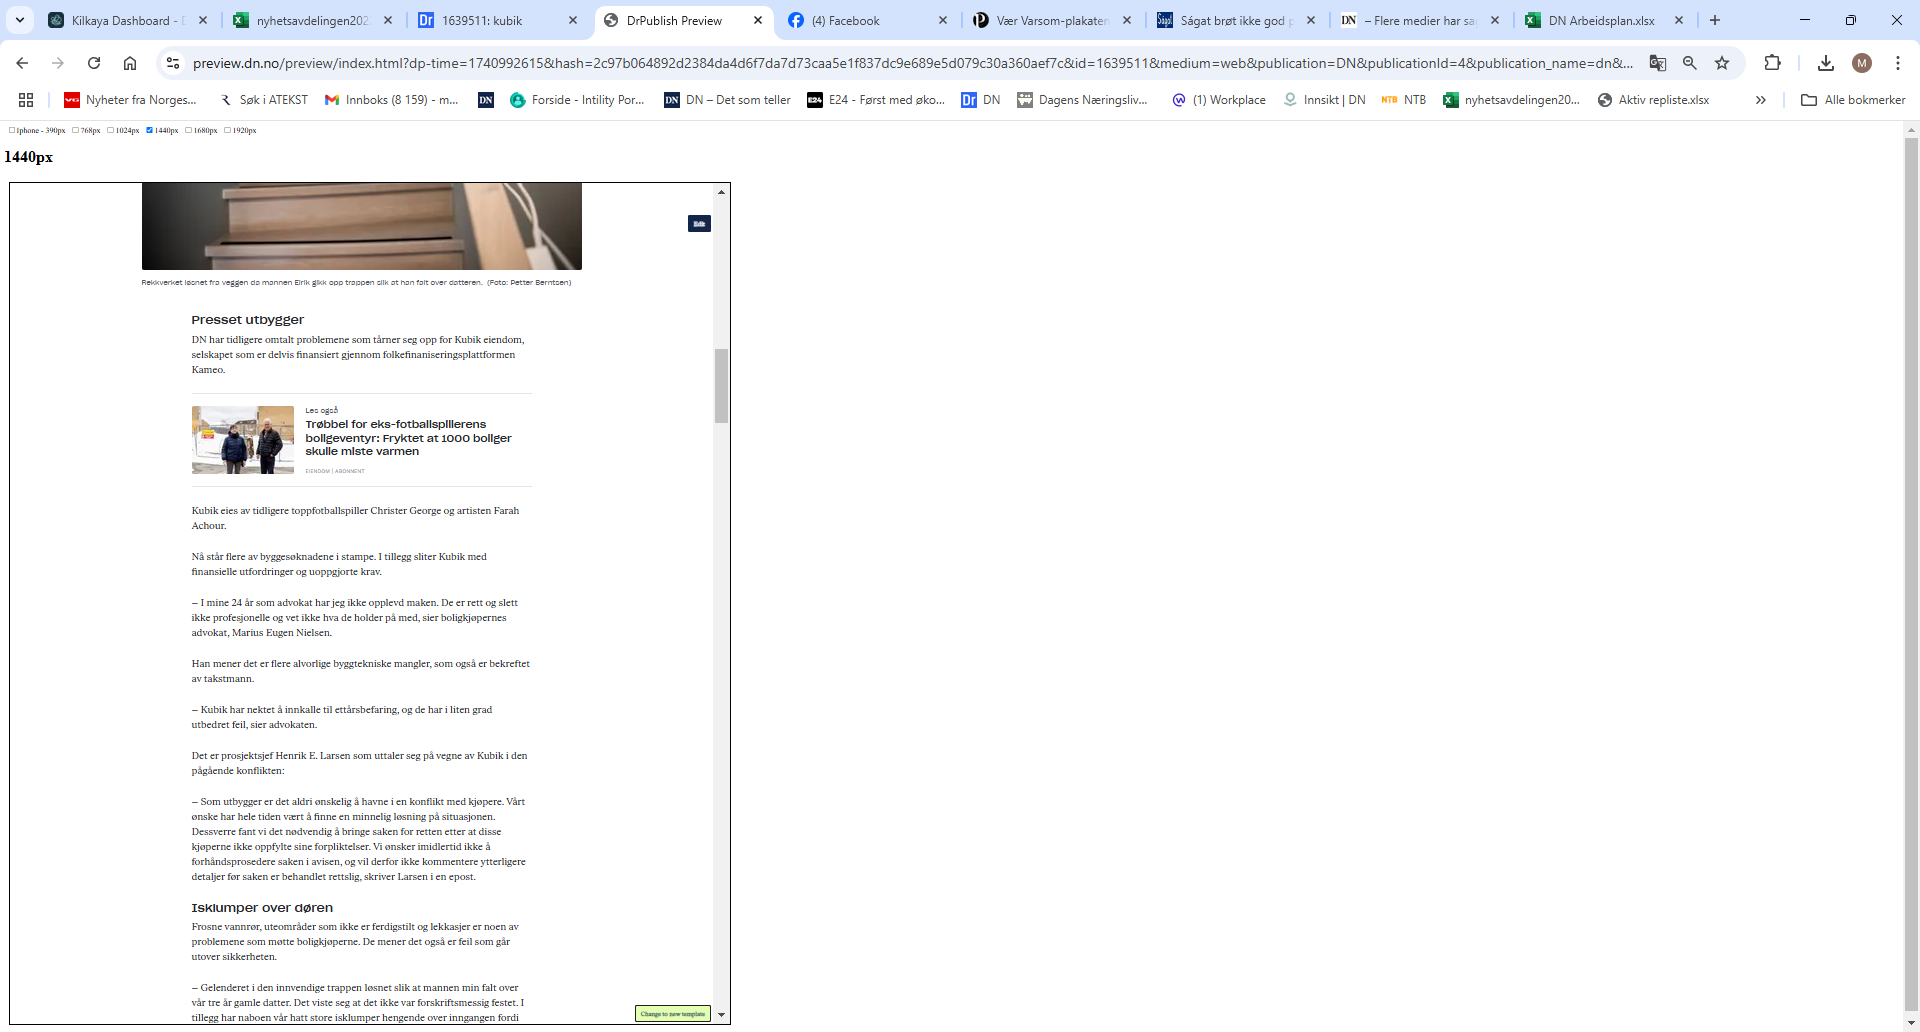 Kilkaya Dashboard - E
nyhetsavdelingen202
1639511: kubik
DrPublish Preview
(4) Facebook
Vær Varsom-plakaten
Ságat brøt ikke god p
– Flere medier har sa
DN Arbeidsplan.xlsx
preview.dn.no/preview/index.html?dp-time=1740992615&hash=2c97b064892d2384da4d6f7da7d73caa5e1f837dc9e689e5d079c30a360aef7c&id=1639511&medium=web&publication=DN&publicationId=4&publication_name=dn&...
M
Nyheter fra Norges...
Søk i ATEKST
Innboks (8 159) - m...
DN
Forside - Intility Por...
DN – Det som teller
E24 - Først med øko...
DN
Dagens Næringsliv...
(1) Workplace
Innsikt | DN
NTB
nyhetsavdelingen20...
Aktiv repliste.xlsx
Alle bokmerker
Iphone - 390px 768px 1024px 1440px 1680px 1920px
1440px
Edit
Rekkverket løsnet fra veggen da mannen Eirik gikk opp trappen slik at han falt over datteren. (Foto: Petter Berntsen)
Presset utbygger
DN har tidligere omtalt problemene som tårner seg opp for Kubik eiendom,
selskapet som er delvis finansiert gjennom folkefinaniseringsplattformen
Kameo.
Les også
Trøbbel for eks-fotballspillerens
boligeventyr: Fryktet at 1000 boliger
skulle miste varmen
EIENDOM | ABONNENT
Kubik eies av tidligere toppfotballspiller Christer George og artisten Farah
Achour.
Nå står flere av byggesøknadene i stampe. I tillegg sliter Kubik med
finansielle utfordringer og uoppgjorte krav.
– I mine 24 år som advokat har jeg ikke opplevd maken. De er rett og slett
ikke profesjonelle og vet ikke hva de holder på med, sier boligkjøpernes
advokat, Marius Eugen Nielsen.
Han mener det er flere alvorlige byggtekniske mangler, som også er bekreftet
av takstmann.
– Kubik har nektet å innkalle til ettårsbefaring, og de har i liten grad
utbedret feil, sier advokaten.
Det er prosjektsjef Henrik E. Larsen som uttaler seg på vegne av Kubik i den
pågående konflikten:
– Som utbygger er det aldri ønskelig å havne i en konflikt med kjøpere. Vårt
ønske har hele tiden vært å finne en minnelig løsning på situasjonen.
Dessverre fant vi det nødvendig å bringe saken for retten etter at disse
kjøperne ikke oppfylte sine forpliktelser. Vi ønsker imidlertid ikke å
forhåndsprosedere saken i avisen, og vil derfor ikke kommentere ytterligere
detaljer før saken er behandlet rettslig, skriver Larsen i en epost.
Isklumper over døren
Frosne vannrør, uteområder som ikke er ferdigstilt og lekkasjer er noen av
problemene som møtte boligkjøperne. De mener det også er feil som går
utover sikkerheten.
– Gelenderet i den innvendige trappen løsnet slik at mannen min falt over
vår tre år gamle datter. Det viste seg at det ikke var forskriftsmessig festet. I
tillegg har naboen vår hatt store isklumper hengende over inngangen fordi
Change to new template